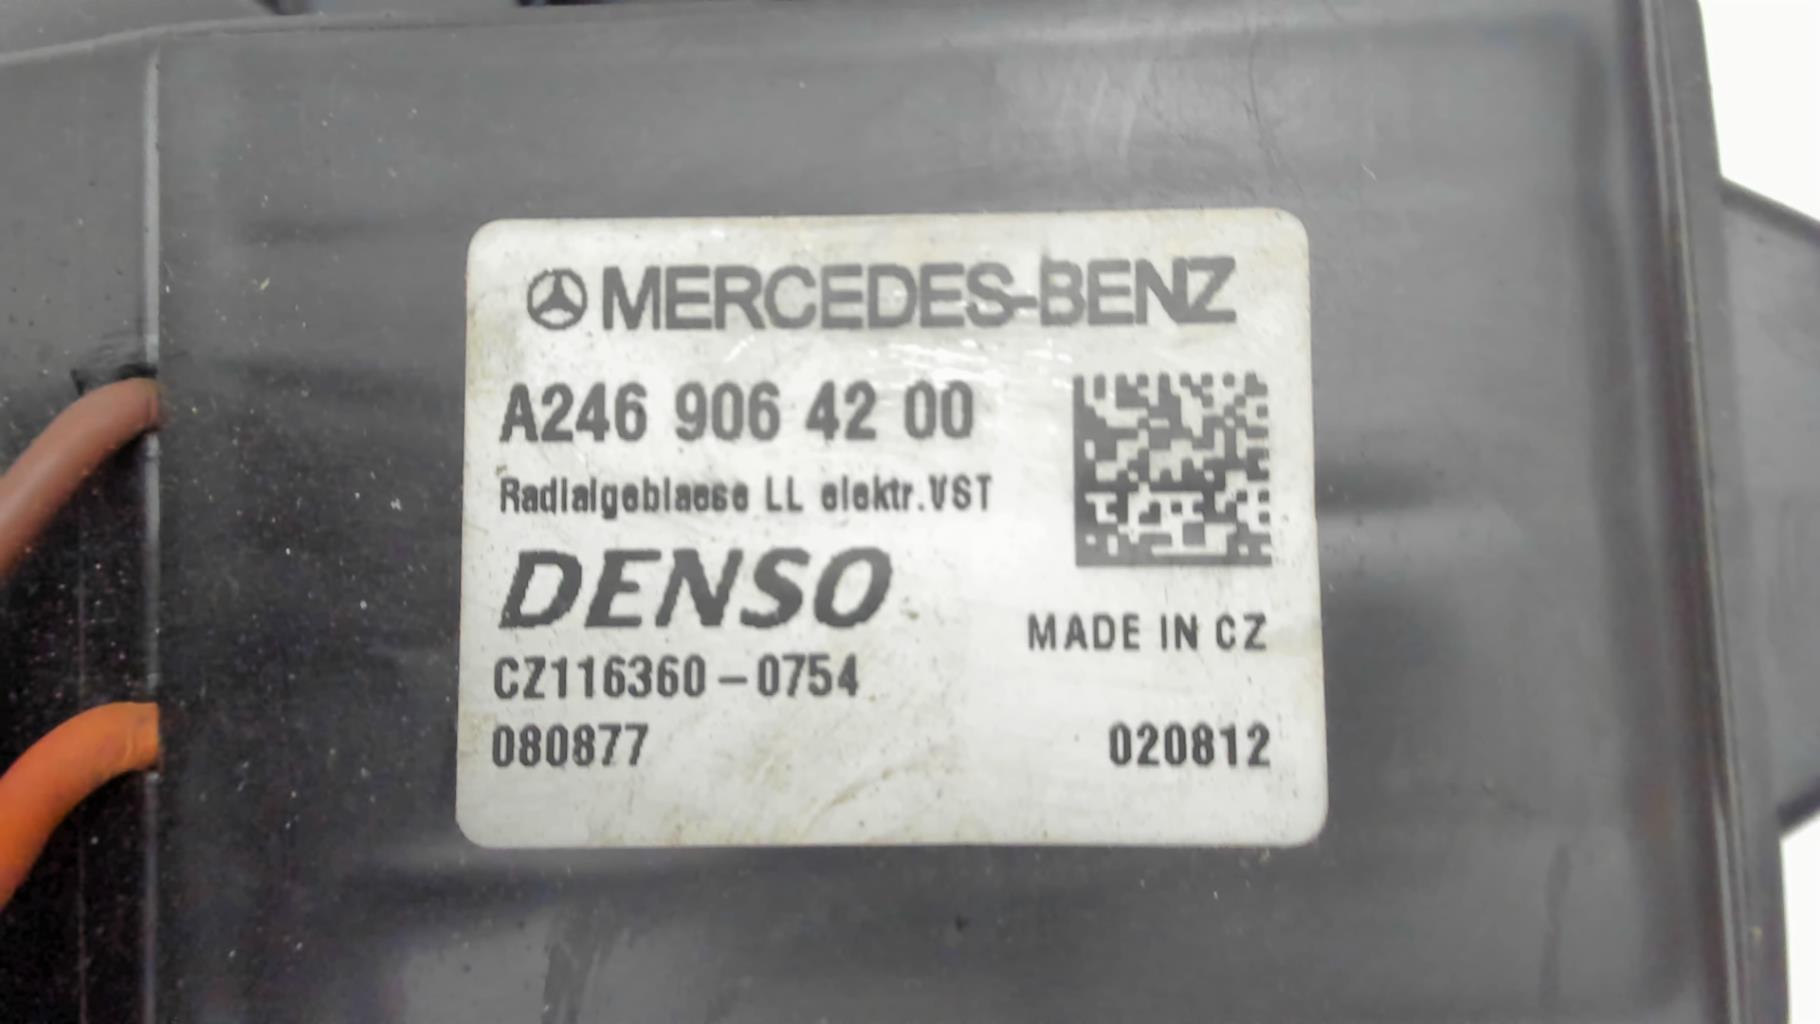 MERCEDES-BENZ
A246 906 42 00
Radialgeblaese LL elektr.VST
DENSO
MADE IN CZ
CZ116360-0754
080877 020812